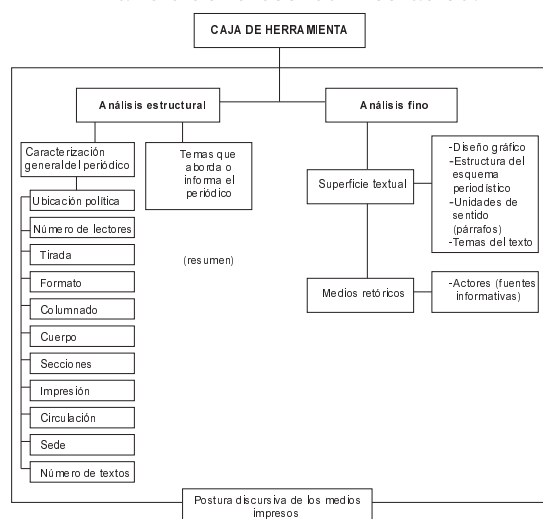 CAJA DE HERRAMIENTA
Análisis estructural
Análisis fino
Caracterización
generaldel periódico
Temas que
aborda o
informa el
periódico
Ubicación política
Número de lectores
Tirada
Formato
Columnado
Cuerpo
Secciones
Impresión
Circulación
Sede
Número de textos
(resumen)
Superficie textual
-Diseño gráfico
-Estructura del
esquema
periodístico
-Unidades de
sentido
(párrafos)
-Temas del texto
Medios retóricos
-Actores (fuentes
informativas)
Postura discursiva de los medios
impresos